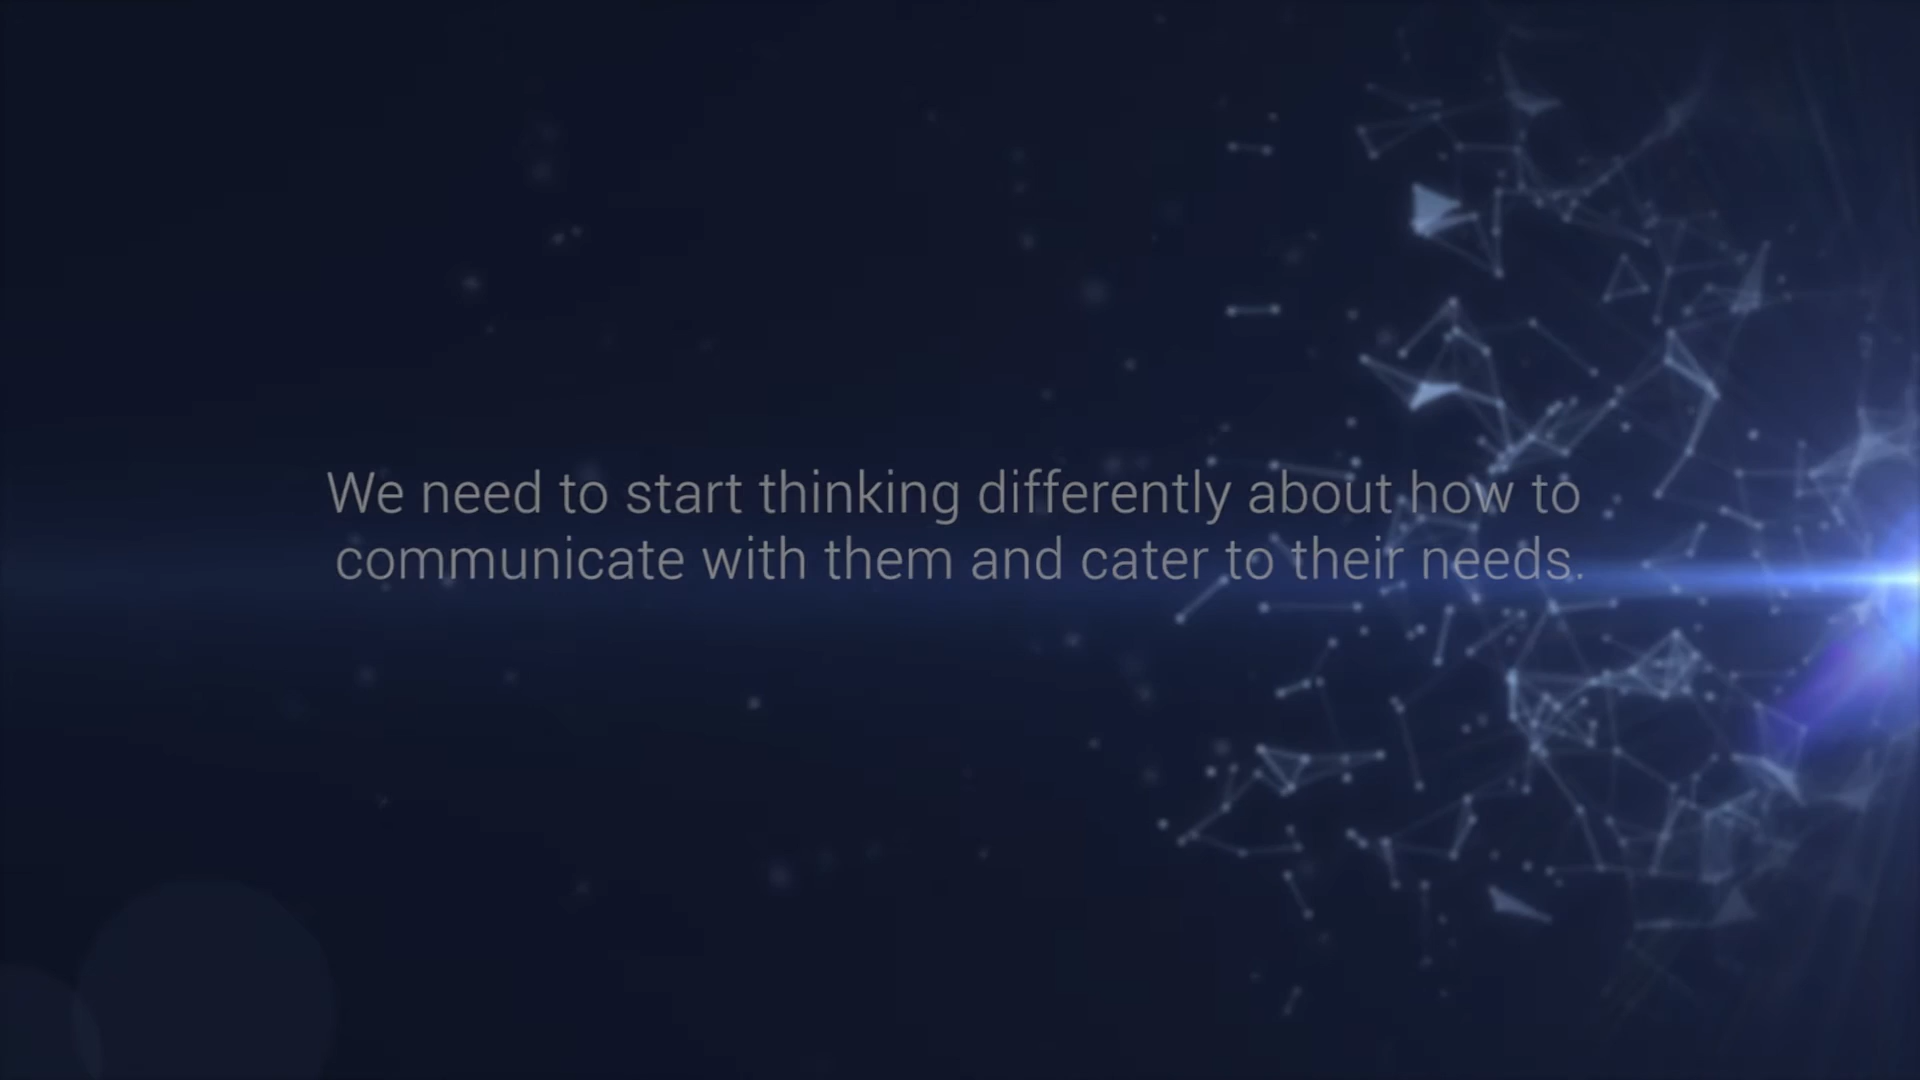 We need to start thinking differently about how to
communicate with them and cater to their needs.